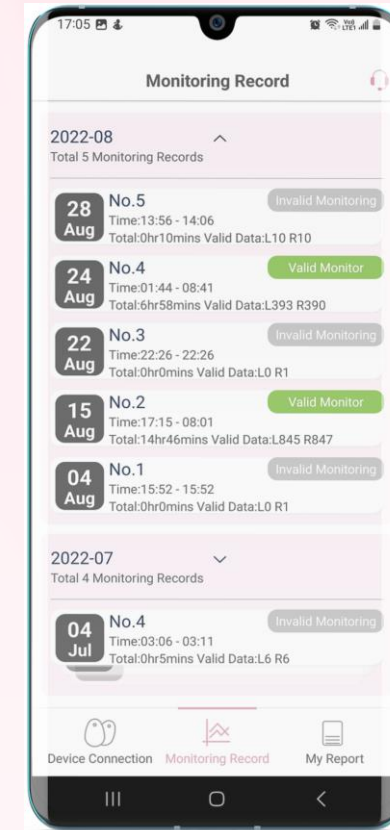 17:05
VoD LTE1
Monitoring Record
2022-08
Total 5 Monitoring Records
28 Aug
No.5
Invalid Monitoring
Time:13:56 - 14:06
Total:0hr10mins Valid Data:L10 R10
24 Aug
No.4
Valid Monitor
Time:01:44 - 08:41
Total:6hr58mins Valid Data:L393 R390
22 Aug
No.3
Invalid Monitoring
Time:22:26 - 22:26
Total:0hr0mins Valid Data:L0 R1
15 Aug
No.2
Valid Monitor
Time:17:15 - 08:01
Total:14hr46mins Valid Data:L845 R847
04 Aug
No.1
Invalid Monitoring
Time:15:52 - 15:52
Total:0hr0mins Valid Data:L0 R1
2022-07
Total 4 Monitoring Records
04 Jul
No.4
Invalid Monitoring
Time:03:06 - 03:11
Total:0hr5mins Valid Data:L6 R6
Device Connection
Monitoring Record
My Report